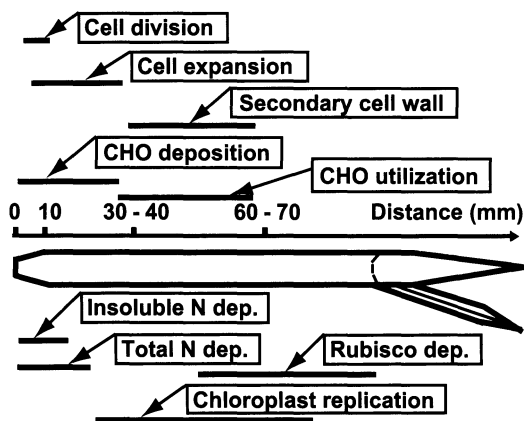 Cell division
Cell expansion
Secondary cell wall
CHO deposition
CHO utilization
0 10 30 - 40 60 - 70 Distance (mm)
Insoluble N dep.
Total N dep.
Rubisco dep.
Chloroplast replication